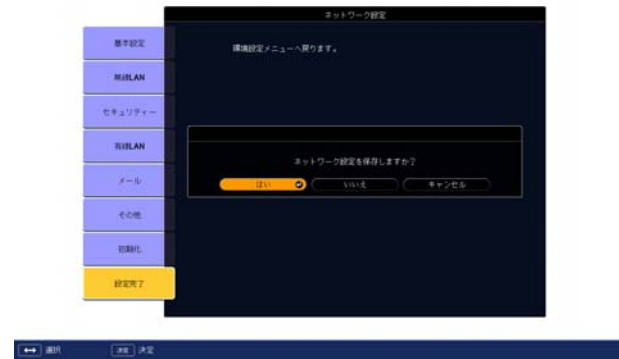 ネットワーク設定
基本設定
環境設定メニューへ戻ります。
無線LAN
セキュリティー
有線LAN
ネットワーク設定を保存しますか?
メール
はい
いいえ
キャンセル
その他
初期化
設定完了
選択
決定 決定